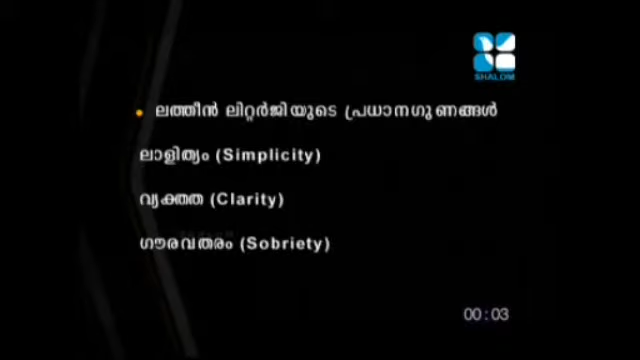 SHALOM
• ലത്തീൻ ലിറ്റർജിയുടെ പ്രധാനഗുണങ്ങൾ
ലാളിത്യം (Simplicity)
വ്യക്തത (Clarity)
ഗൗരവതരം (Sobriety)
00:03